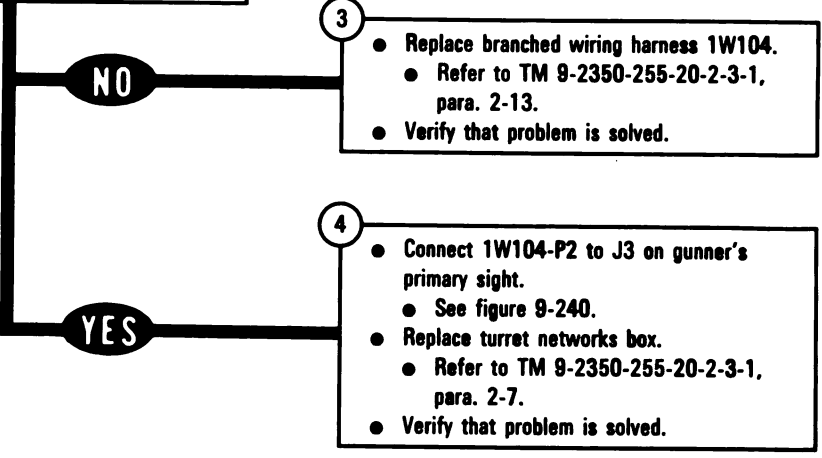 3
● Replace branched wiring harness 1W104.
● Refer to TM 9-2350-255-20-2-3-1,
para. 2-13.
● Verify that problem is solved.
NO
4
● Connect 1W104-P2 to J3 on gunner's
primary sight.
● See figure 9-240.
● Replace turret networks box.
● Refer to TM 9-2350-255-20-2-3-1,
para. 2-7.
● Verify that problem is solved.
YES